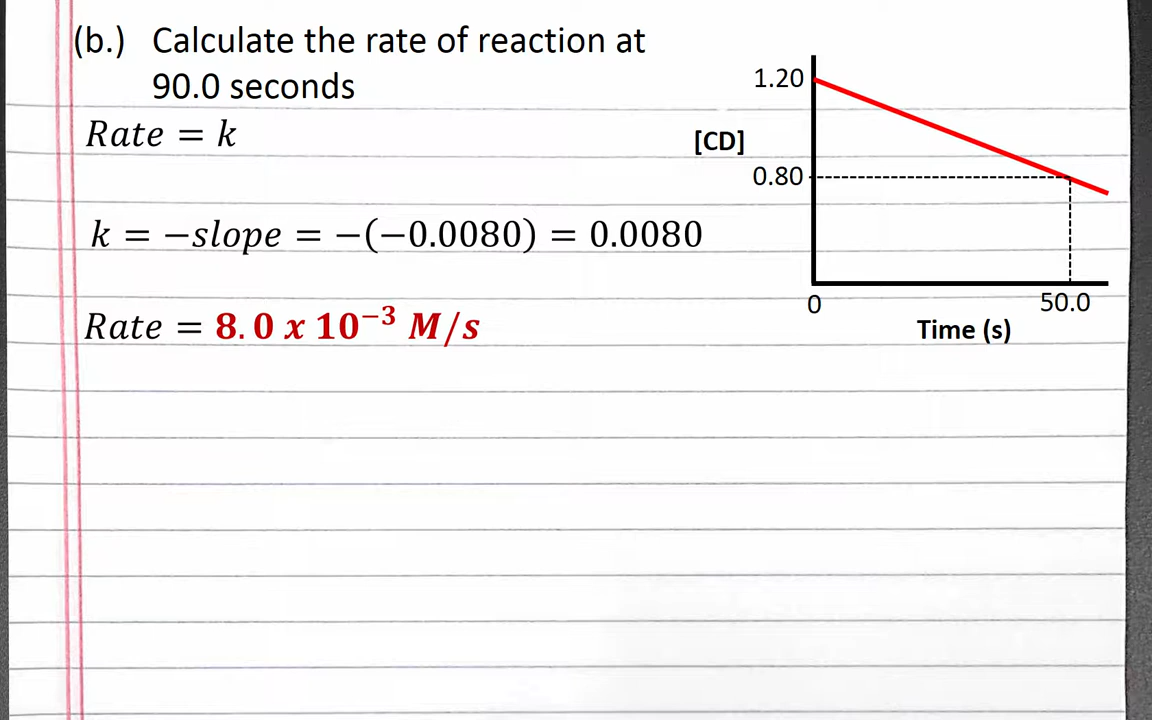 (b.) Calculate the rate of reaction at
90.0 seconds
Rate = k
k = −slope = −(−0.0080) = 0.0080
Rate = 8.0 x 10⁻³ M/s
1.20
[CD]
0.80
0
50.0
Time (s)